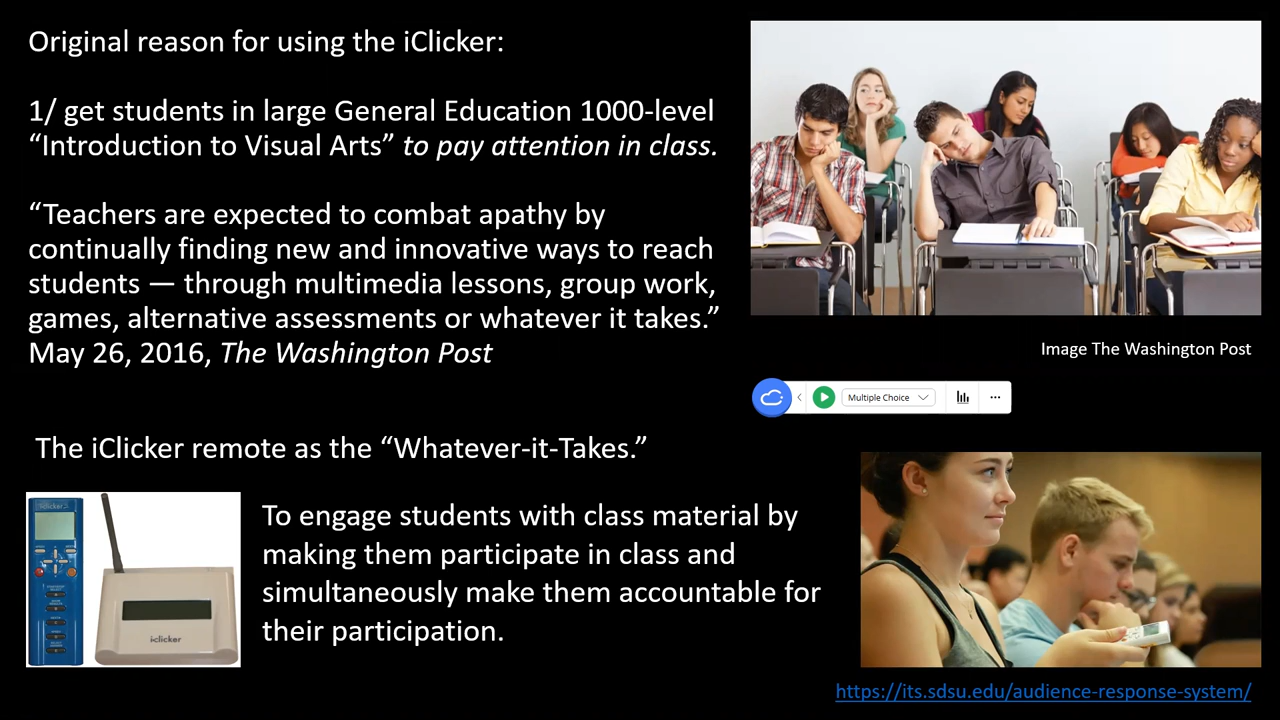 Original reason for using the iClicker:
1/ get students in large General Education 1000-level
“Introduction to Visual Arts” to pay attention in class.
“Teachers are expected to combat apathy by
continually finding new and innovative ways to reach
students — through multimedia lessons, group work,
games, alternative assessments or whatever it takes.”
May 26, 2016, The Washington Post
Image The Washington Post
Multiple Choice
The iClicker remote as the “Whatever-it-Takes.”
To engage students with class material by
making them participate in class and
simultaneously make them accountable for
their participation.
iclicker
iclicker
https://its.sdsu.edu/audience-response-system/